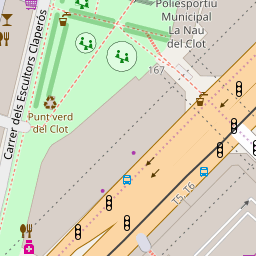 Poliesportiu
Municipal
La Nau
del Clot
167
Carrer dels Escultors Claperós
Punt verd
del Clot
T5, T6